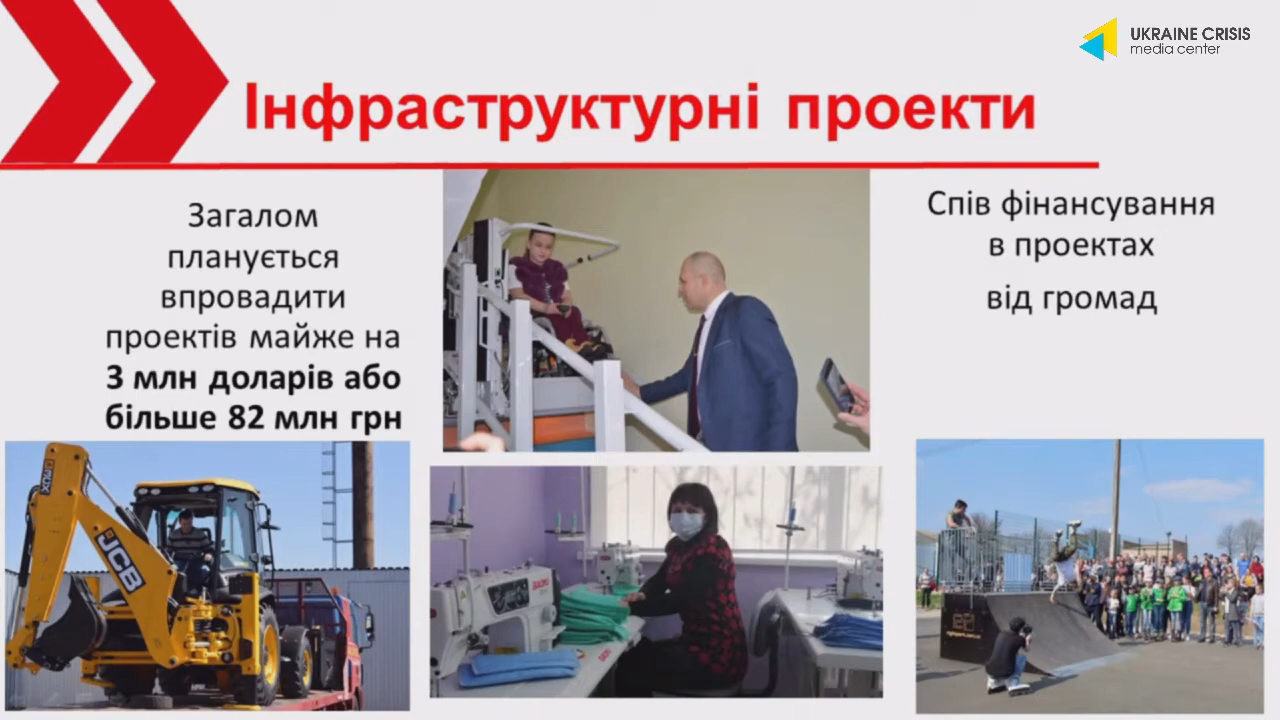 UKRAINE CRISIS
media center
Інфраструктурні проекти
Загалом
планується
впровадити
проектів майже на
3 млн доларів або
більше 82 млн грн
Спів фінансування
в проектах
від громад
JCB